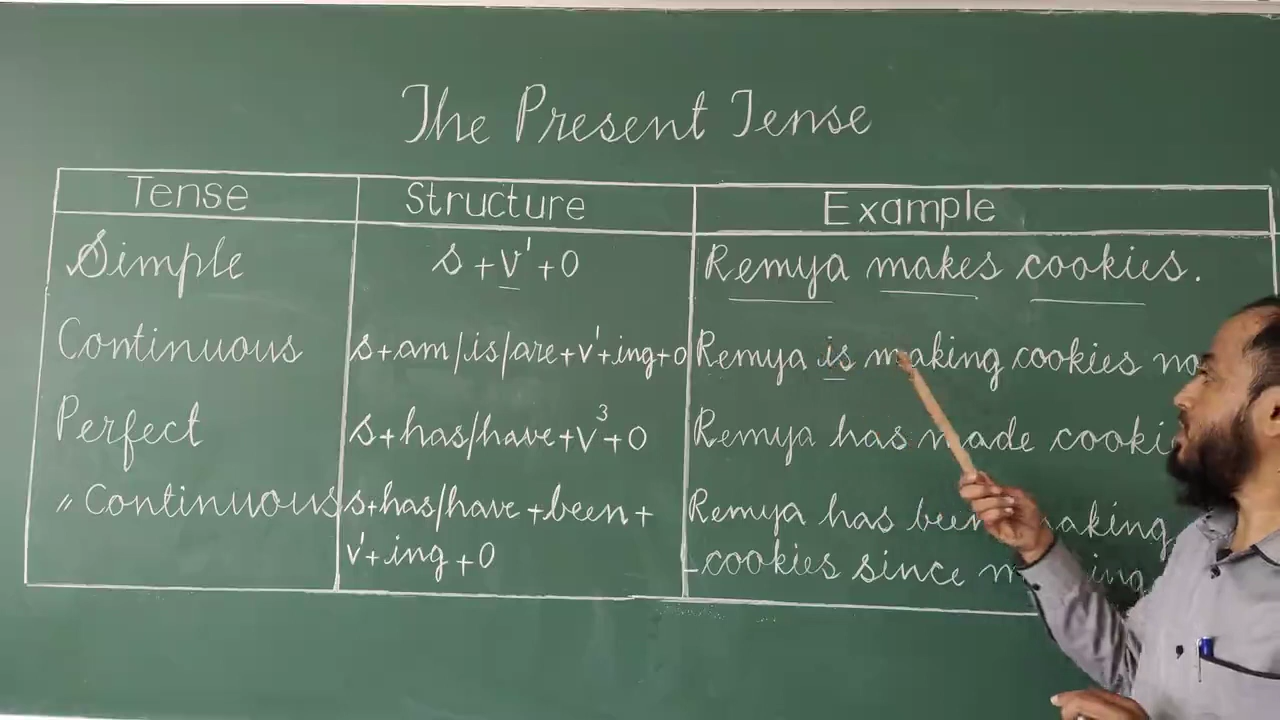 The Present Tense
Tense Structure Example
Simple s + v¹ + o Remya makes cookies.
Continuous s+am/is/are+v¹+ing+o Remya is making cookies
Perfect s+has/have+v³+o Remya has made
〃 Continuous s+has/have+been+ Remya has been making
v¹+ing+o -cookies since